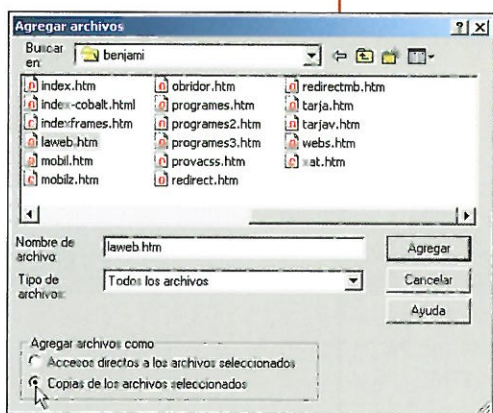 Agregar archivos
Buscar en:
benjami
index.htm
index-cobalt.html
indexframes.htm
laweb.htm
mobil.htm
mobilz.htm
obridor.htm
programes.htm
programes2.htm
programes3.htm
provacss.htm
redirect.htm
redirectmb.htm
tarja.htm
tarjav.htm
webs.htm
xat.htm
Nombre de archivo:
laweb.htm
Agregar
Tipo de archivos:
Todos los archivos
Cancelar
Ayuda
Agregar archivos como
Accesos directos a los archivos seleccionados
Copias de los archivos seleccionados